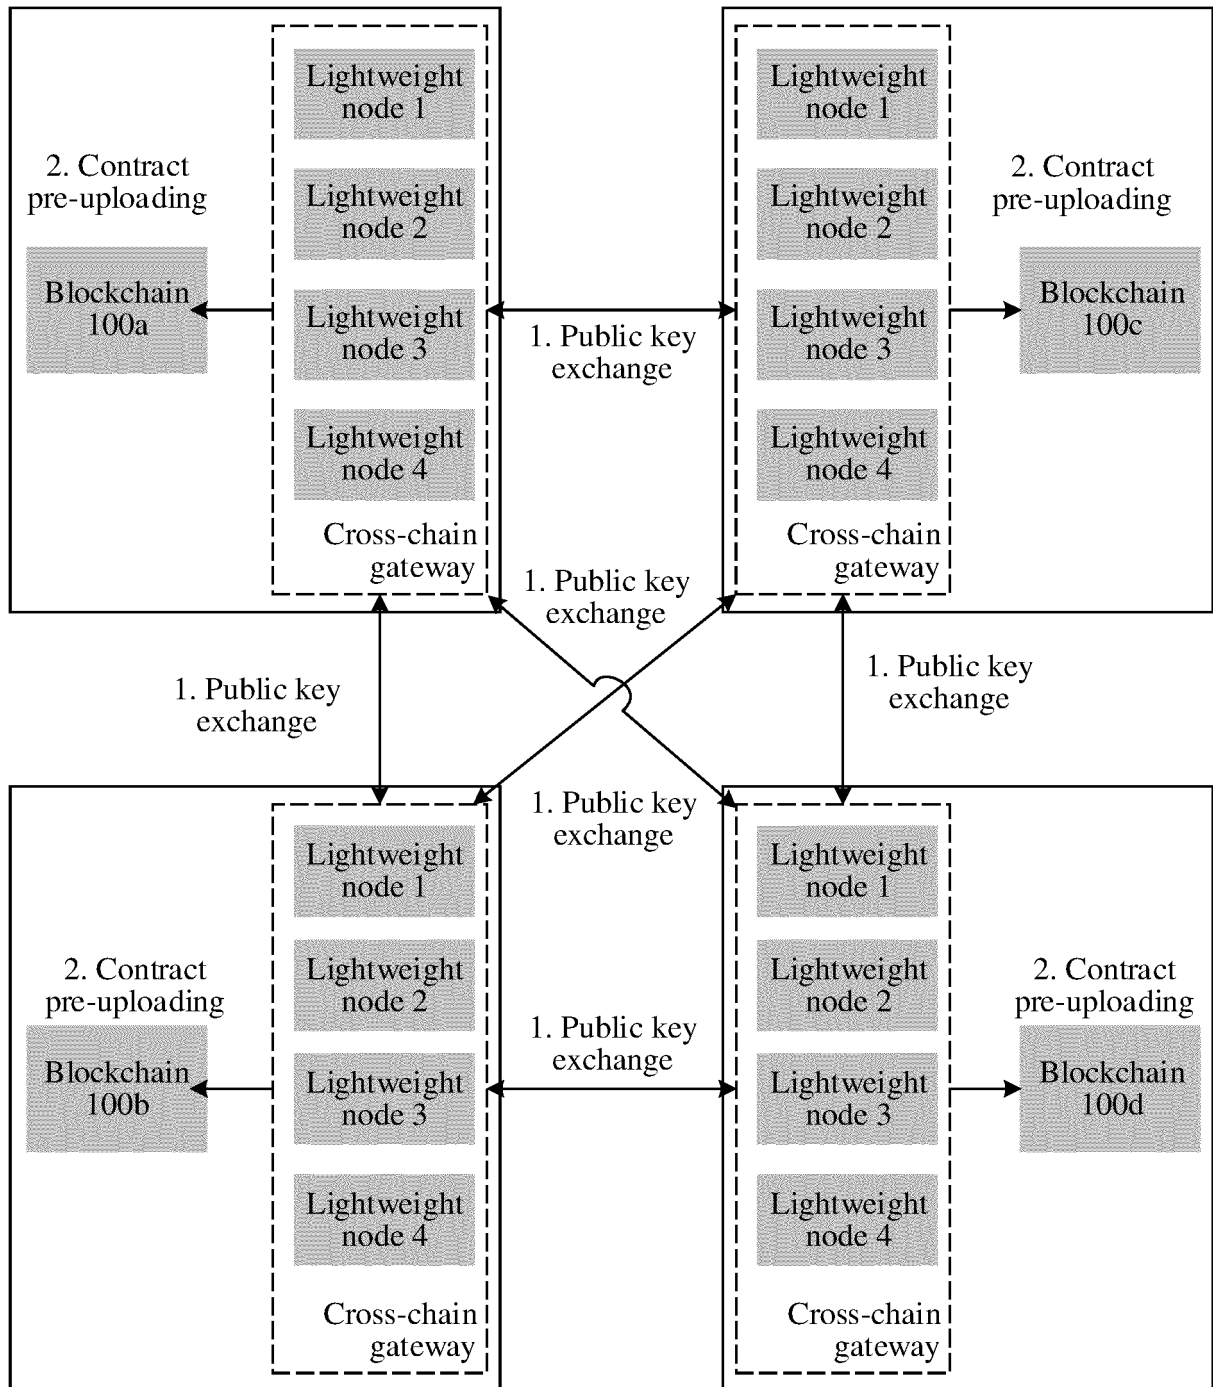 Lightweight
node 1
Lightweight
node 2
Lightweight
node 3
Lightweight
node 4
Cross-chain
gateway
2. Contract
pre-uploading
Blockchain
100a
1. Public key
exchange
Lightweight
node 1
Lightweight
node 2
Lightweight
node 3
Lightweight
node 4
Cross-chain
gateway
2. Contract
pre-uploading
Blockchain
100c
1. Public key
exchange
1. Public key
exchange
1. Public key
exchange
1. Public key
exchange
Lightweight
node 1
Lightweight
node 2
Lightweight
node 3
Lightweight
node 4
Cross-chain
gateway
2. Contract
pre-uploading
Blockchain
100b
1. Public key
exchange
Lightweight
node 1
Lightweight
node 2
Lightweight
node 3
Lightweight
node 4
Cross-chain
gateway
2. Contract
pre-uploading
Blockchain
100d